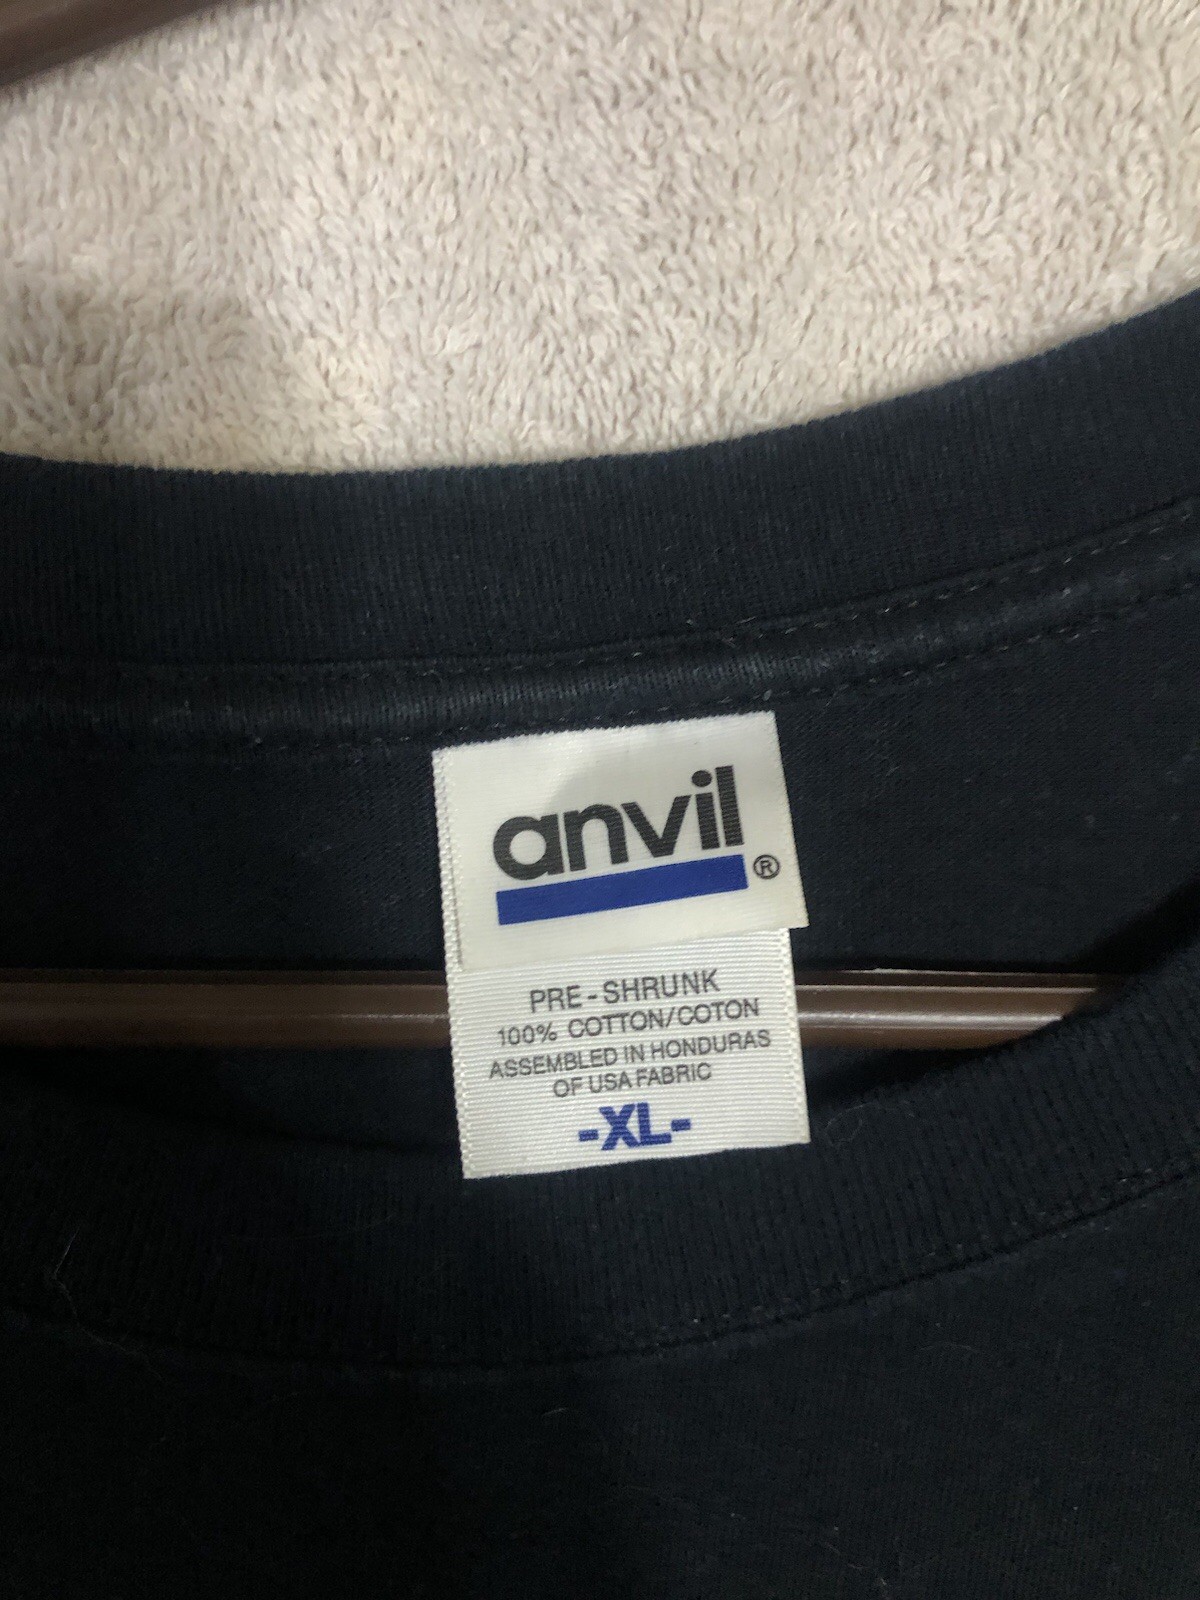 anvil®
PRE-SHRUNK
100% COTTON/COTON
ASSEMBLED IN HONDURAS
OF USA FABRIC
-XL-